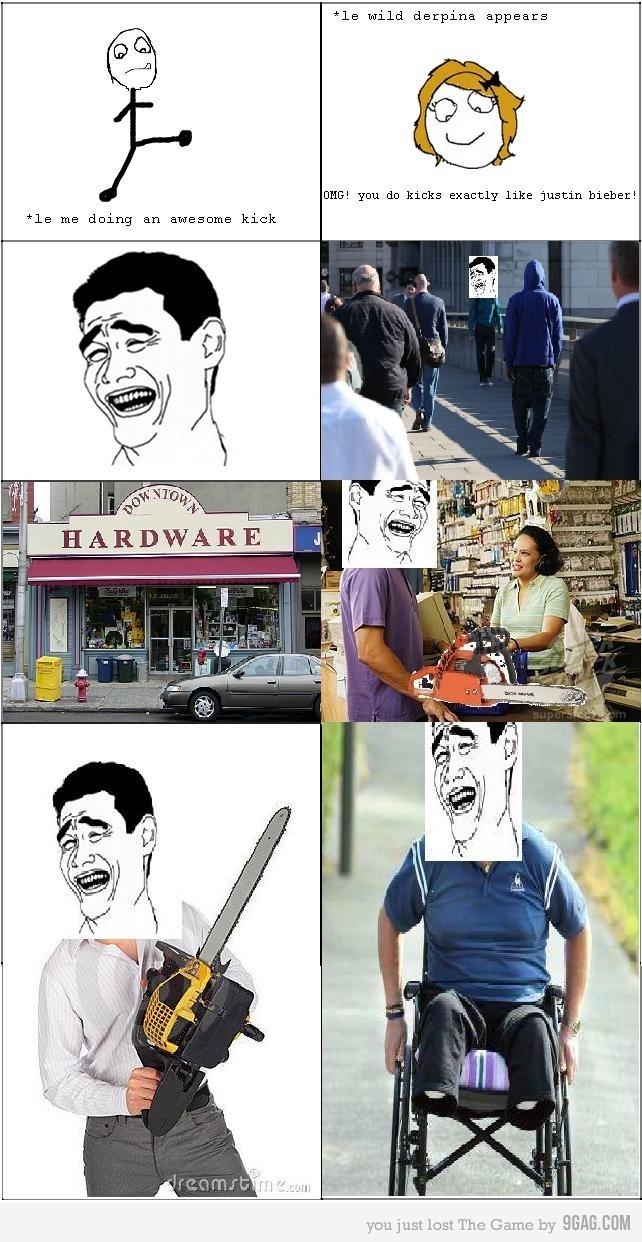 *le me doing an awesome kick
*le wild derpina appears
OMG! you do kicks exactly like justin bieber!
DOWNTOWN
HARDWARE
dreamstime.com
you just lost The Game by 9GAG.COM